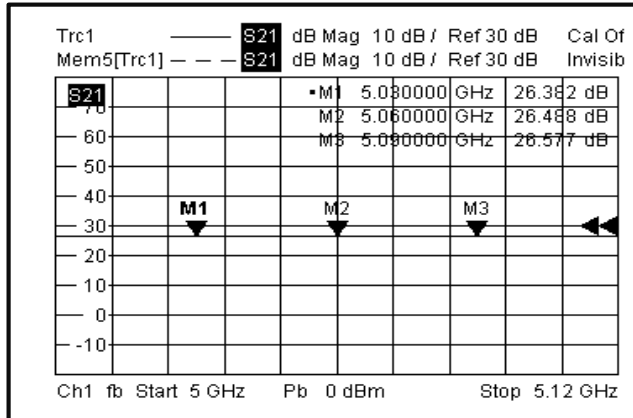 Trc1 S21 dB Mag 10 dB / Ref 30 dB Cal Of
Mem5[Trc1] S21 dB Mag 10 dB / Ref 30 dB Invisib
S21
•M1 5.030000 GHz 26.382 dB
M2 5.060000 GHz 26.488 dB
M3 5.090000 GHz 26.577 dB
70
60
50
40
M1 M2 M3
30
20
10
0
-10
Ch1 fb Start 5 GHz Pb 0 dBm Stop 5.12 GHz